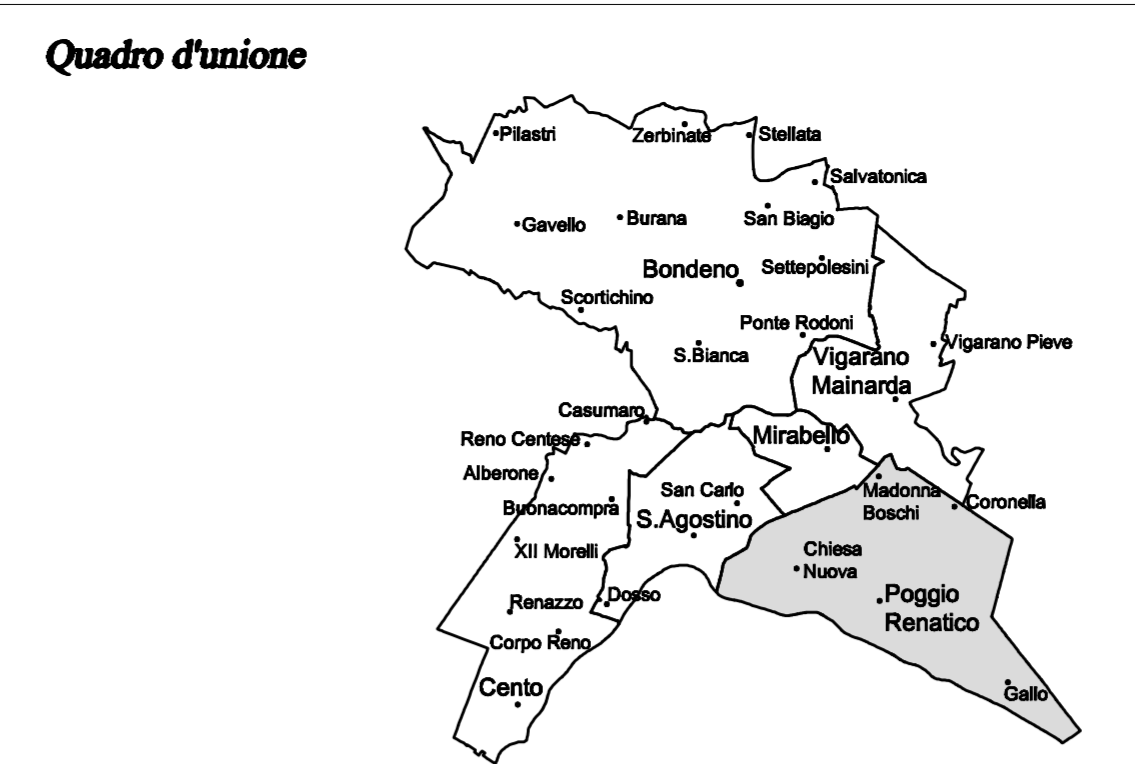 Quadro d'unione
Pilastri
Zerbinate
Stellata
Salvatonica
Gavello
Burana
San Biagio
Bondeno
Settepolesini
Scortichino
Ponte Rodoni
Vigarano Pieve
S.Bianca
Vigarano
Mainarda
Casumaro
Reno Centese
Mirabello
Alberone
San Carlo
Madonna
Boschi
Coronella
Buonacompra
S.Agostino
XII Morelli
Chiesa
Nuova
Renazzo
Dosso
Poggio
Renatico
Corpo Reno
Cento
Gallo